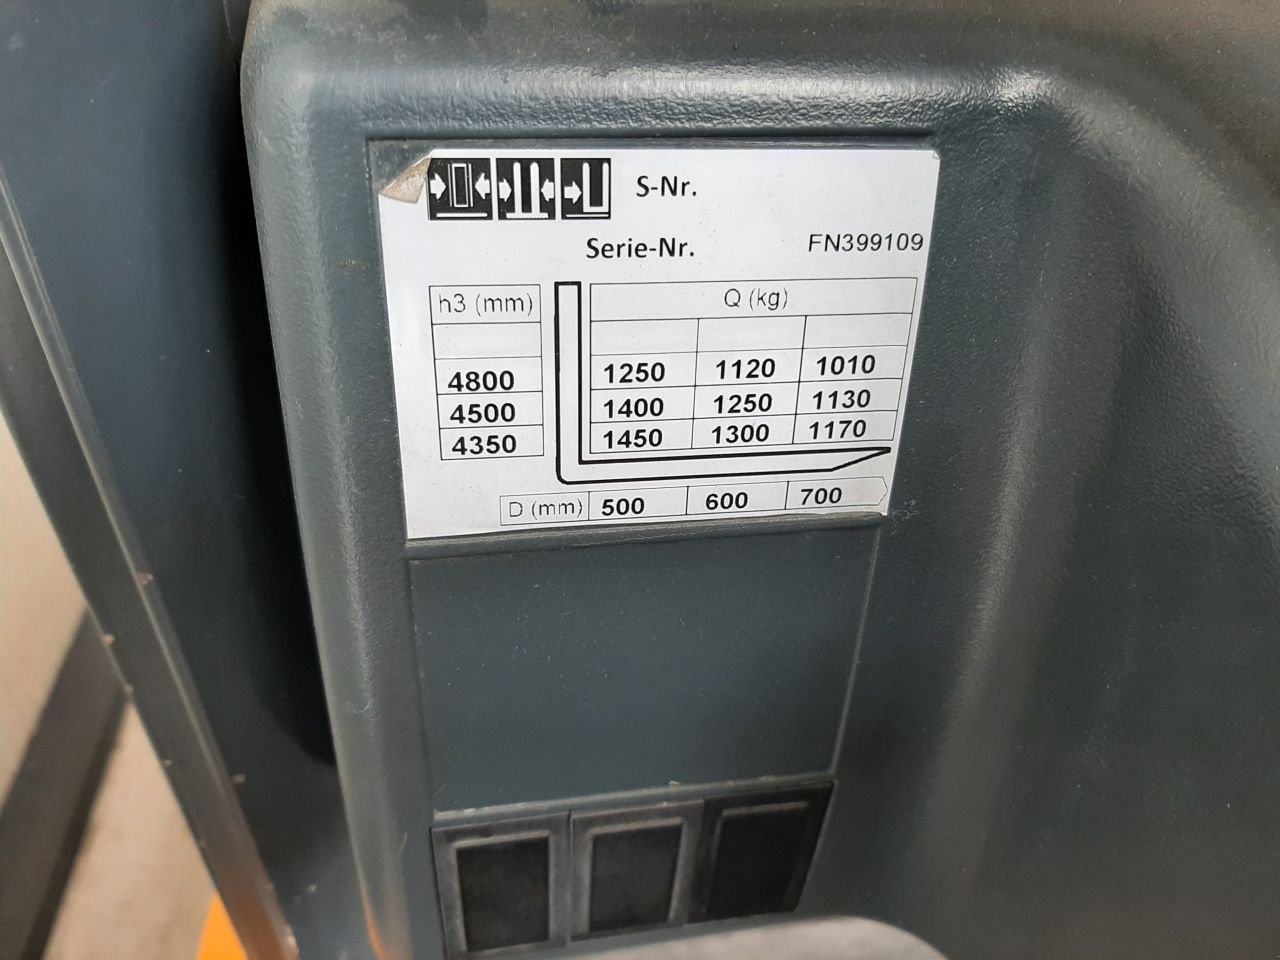 S-Nr.
Serie-Nr. FN399109
h3 (mm) Q (kg)
4800 1250 1120 1010
4500 1400 1250 1130
4350 1450 1300 1170
D (mm) 500 600 700